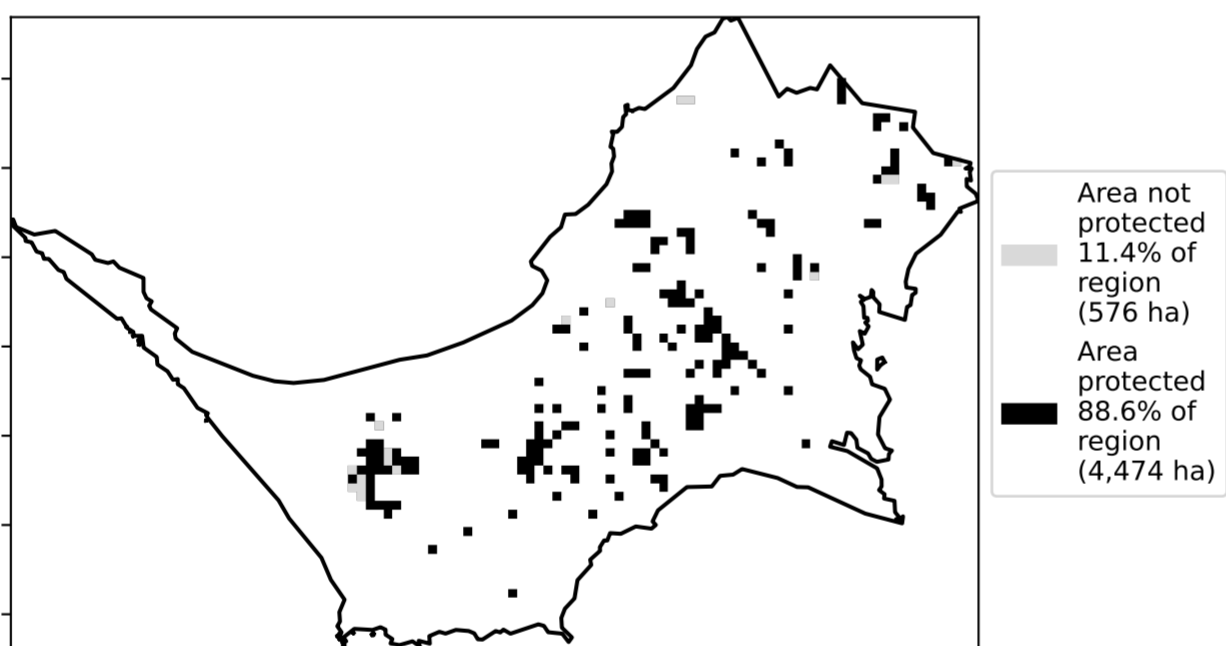 Area not
protected
11.4% of
region
(576 ha)
Area
protected
88.6% of
region
(4,474 ha)